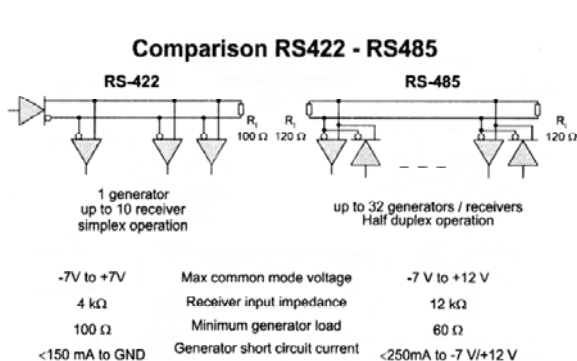 Comparison RS422 - RS485
RS-422
RS-485
Rt
100 Ω
Rt
120 Ω
Rt
120 Ω
1 generator
up to 10 receiver
simplex operation
up to 32 generators / receivers
Half duplex operation
-7V to +7V Max common mode voltage -7 V to +12 V
4 kΩ Receiver input impedance 12 kΩ
100 Ω Minimum generator load 60 Ω
<150 mA to GND Generator short circuit current <250mA to -7 V/+12 V